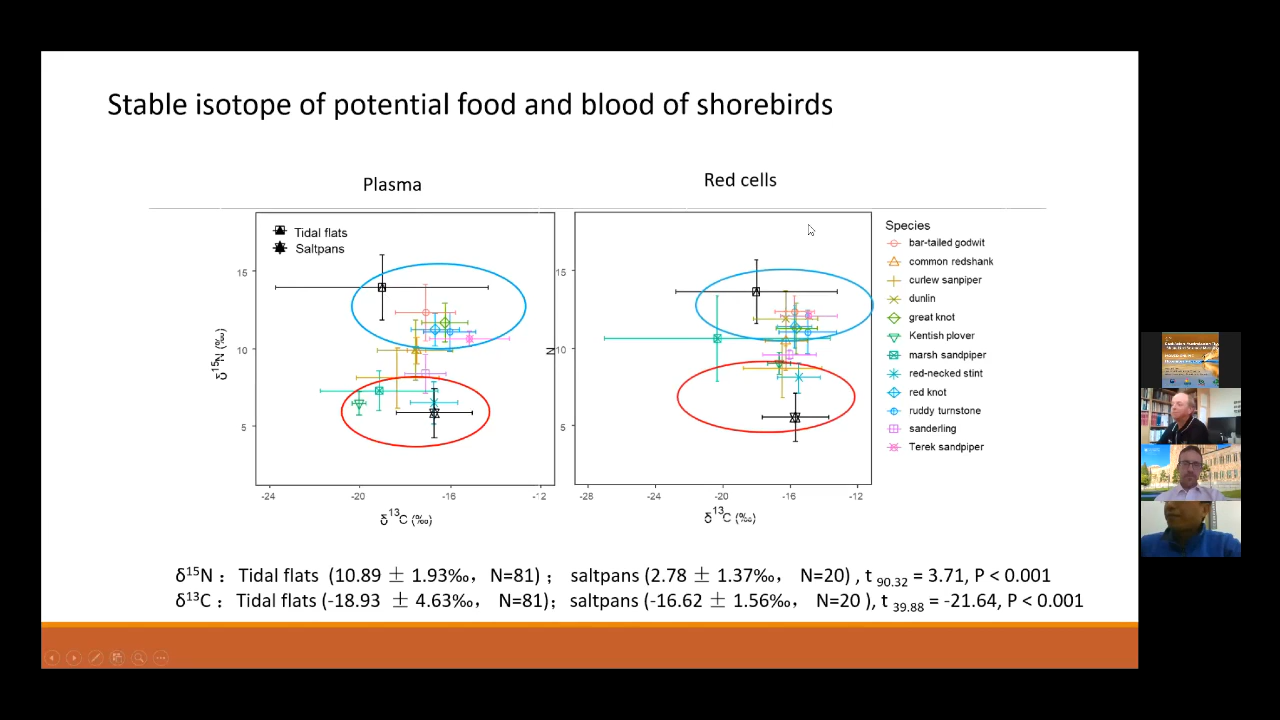 Stable isotope of potential food and blood of shorebirds
Plasma
Red cells
Tidal flats
Saltpans
15
10
5
δ15N (‰)
-24
-20
-16
-12
δ13C (‰)
15
10
5
N
-28
-24
-20
-16
-12
δ13C (‰)
Species
bar-tailed godwit
common redshank
curlew sanpiper
dunlin
great knot
Kentish plover
marsh sandpiper
red-necked stint
red knot
ruddy turnstone
sanderling
Terek sandpiper
δ15N： Tidal flats (10.89 ± 1.93‰， N=81)； saltpans (2.78 ± 1.37‰， N=20) , t 90.32 = 3.71, P < 0.001
δ13C： Tidal flats (-18.93 ± 4.63‰， N=81)； saltpans (-16.62 ± 1.56‰， N=20 ), t 39.88 = -21.64, P < 0.001